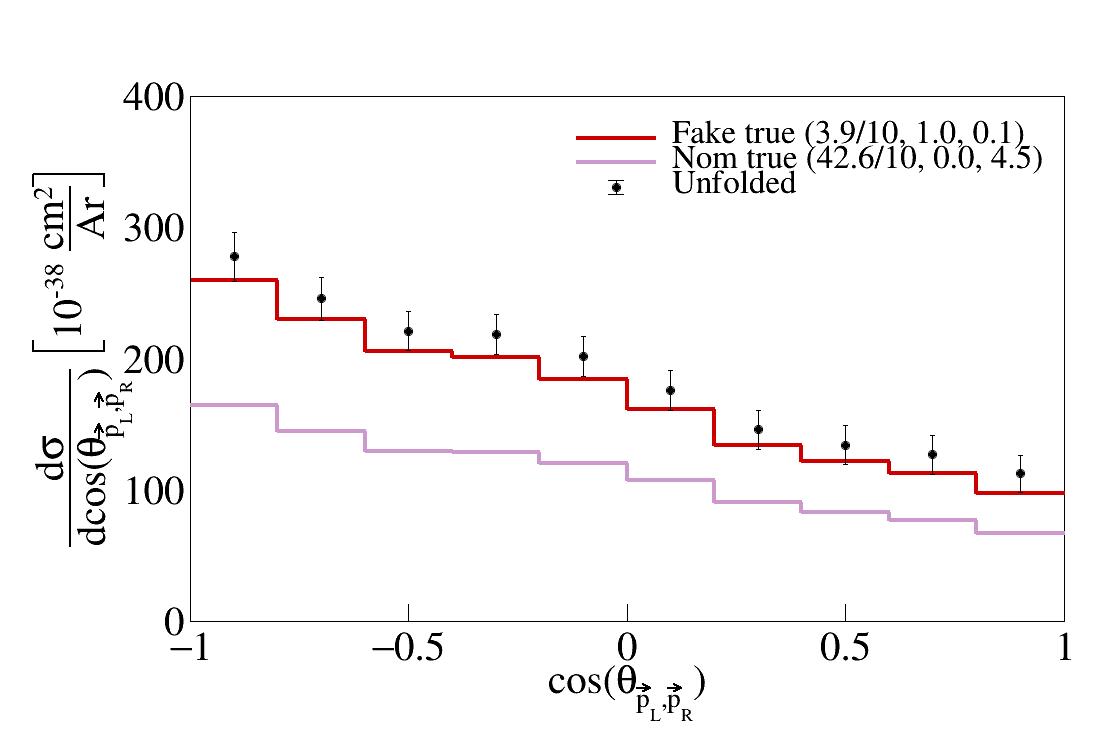 400
300
200
100
0
−1
−0.5
0
0.5
1
dσ
dcos(θp⃗L,p⃗R) [10-38 cm2/Ar]
Fake true (3.9/10, 1.0, 0.1)
Nom true (42.6/10, 0.0, 4.5)
Unfolded
cos(θp⃗L,p⃗R)